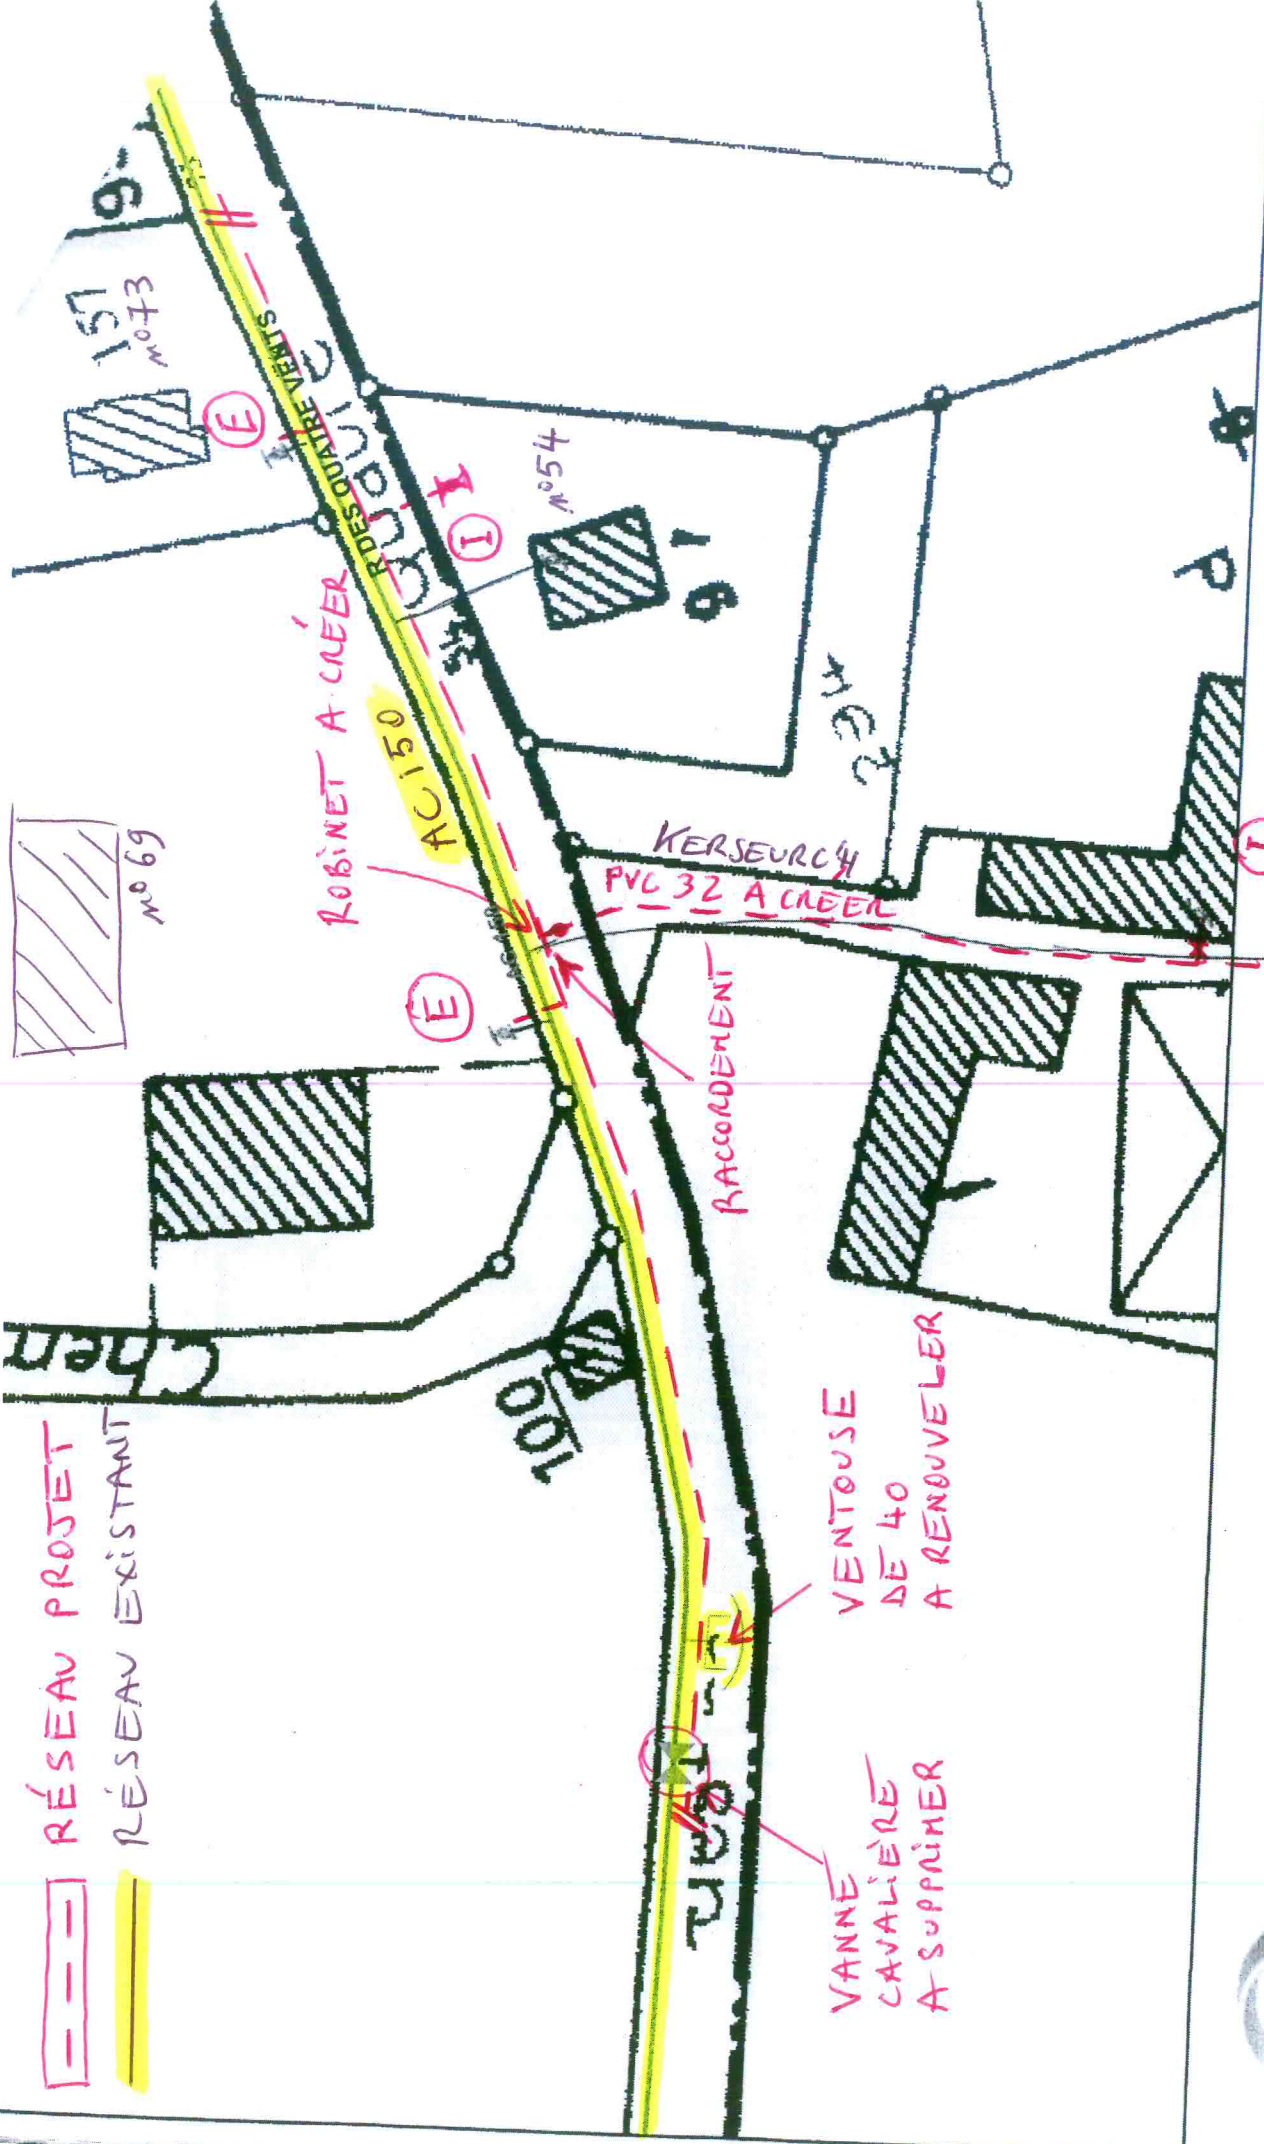 RÉSEAU PROJET
RÉSEAU EXISTANT
Chem
100
n°69
ROBINET A CRÉER
AC 150
E
E
157
n°73
R DES QUATRE VENTS
I
n°54
KERSEURC'H
PVC 32 A CRÉER
RACCORDEMENT
VENTOUSE
DE 40
A RENOUVELER
VANNE
CAVALIÈRE
A SUPPRIMER
I